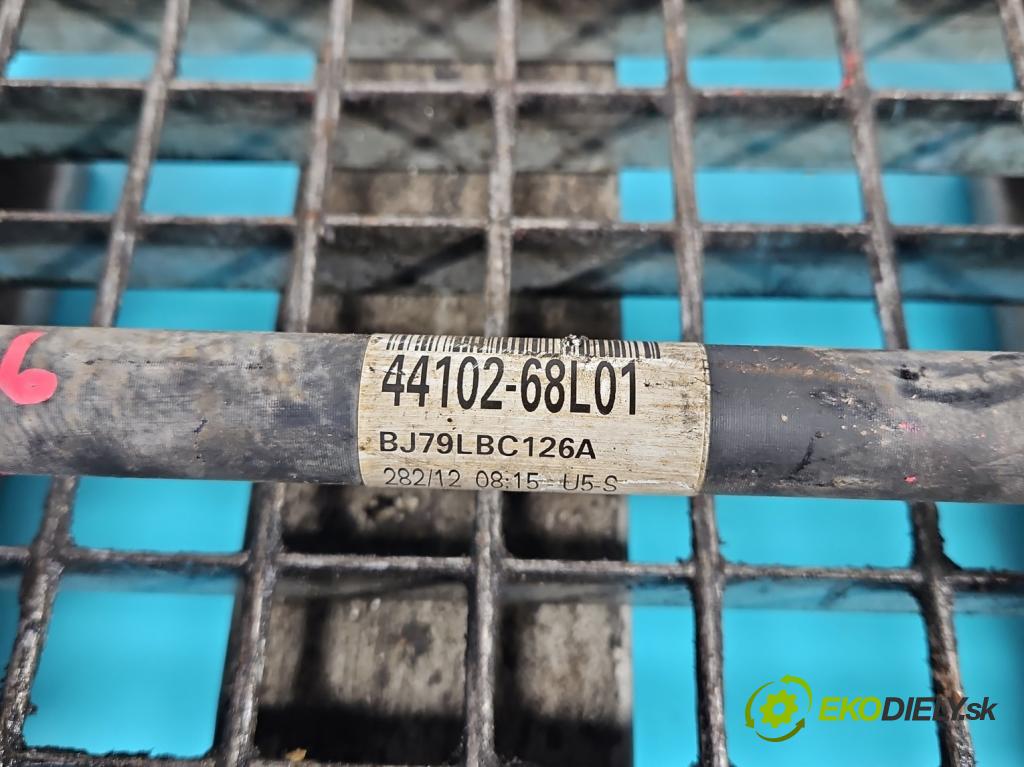 6
44102-68L01
BJ79LBC126A
282/12 08:15 U5 S
EKODIELY.sk